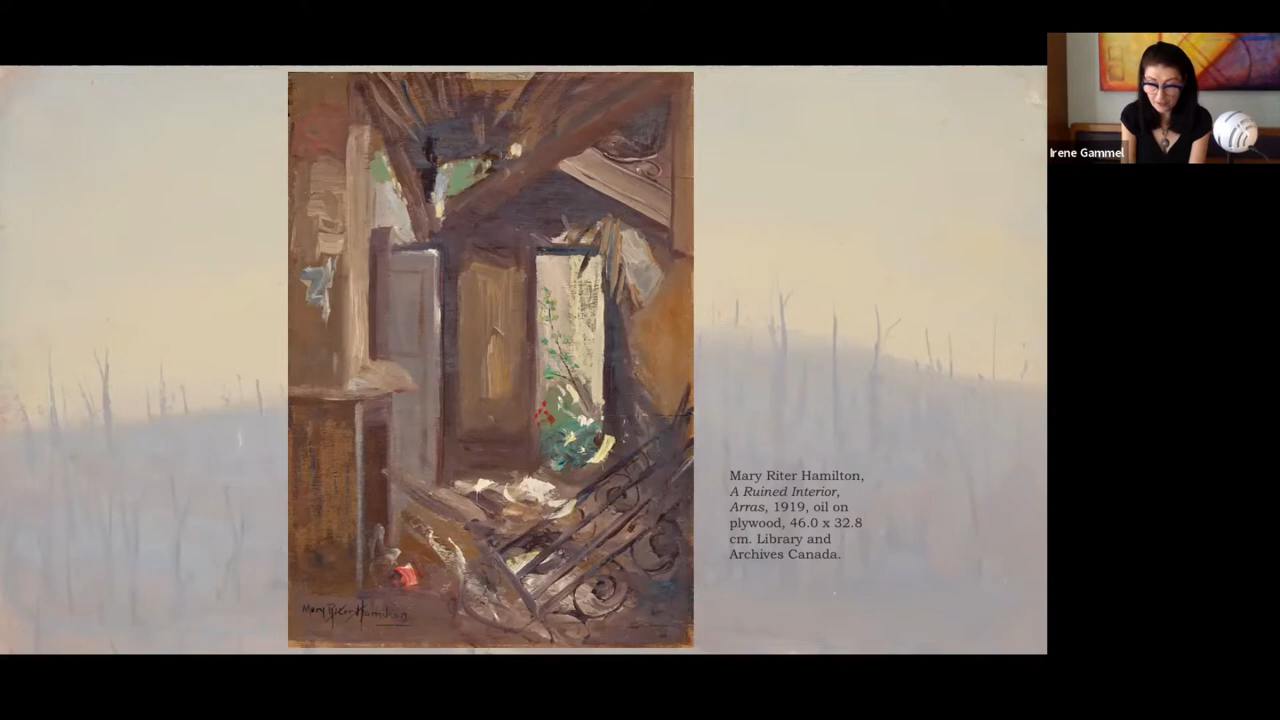 Irene Gammel
Mary Riter Hamilton,
A Ruined Interior,
Arras, 1919, oil on
plywood, 46.0 x 32.8
cm. Library and
Archives Canada.
Mary Riter Hamilton